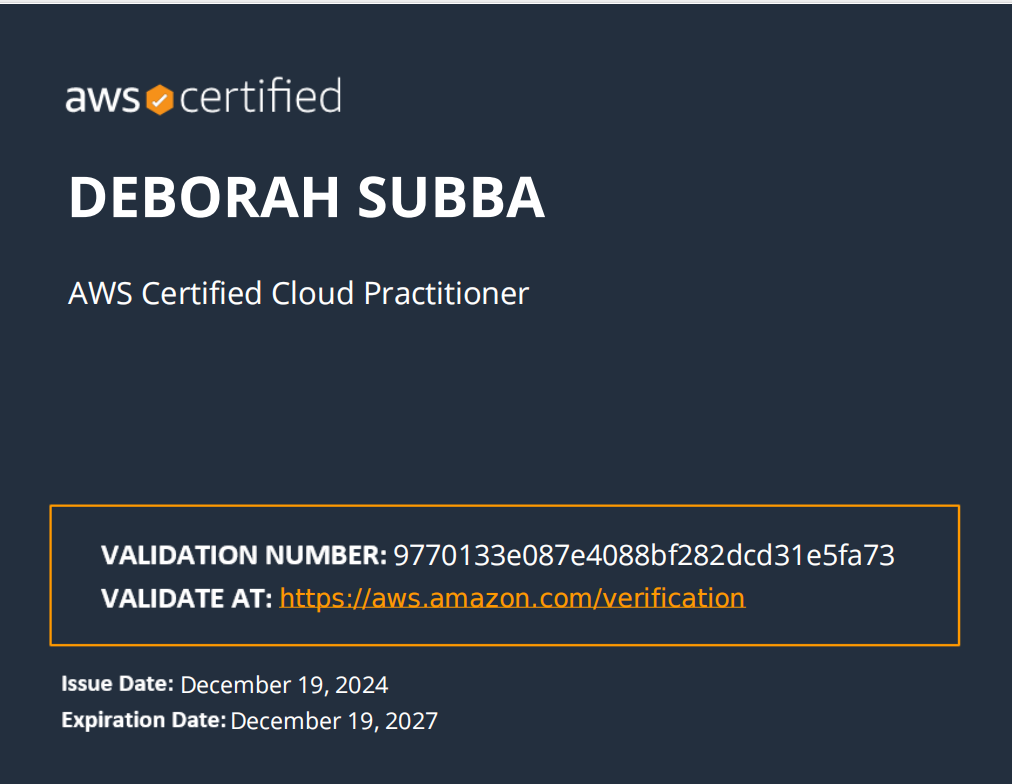 aws certified
DEBORAH SUBBA
AWS Certified Cloud Practitioner
VALIDATION NUMBER: 9770133e087e4088bf282dcd31e5fa73
VALIDATE AT: https://aws.amazon.com/verification
Issue Date: December 19, 2024
Expiration Date: December 19, 2027